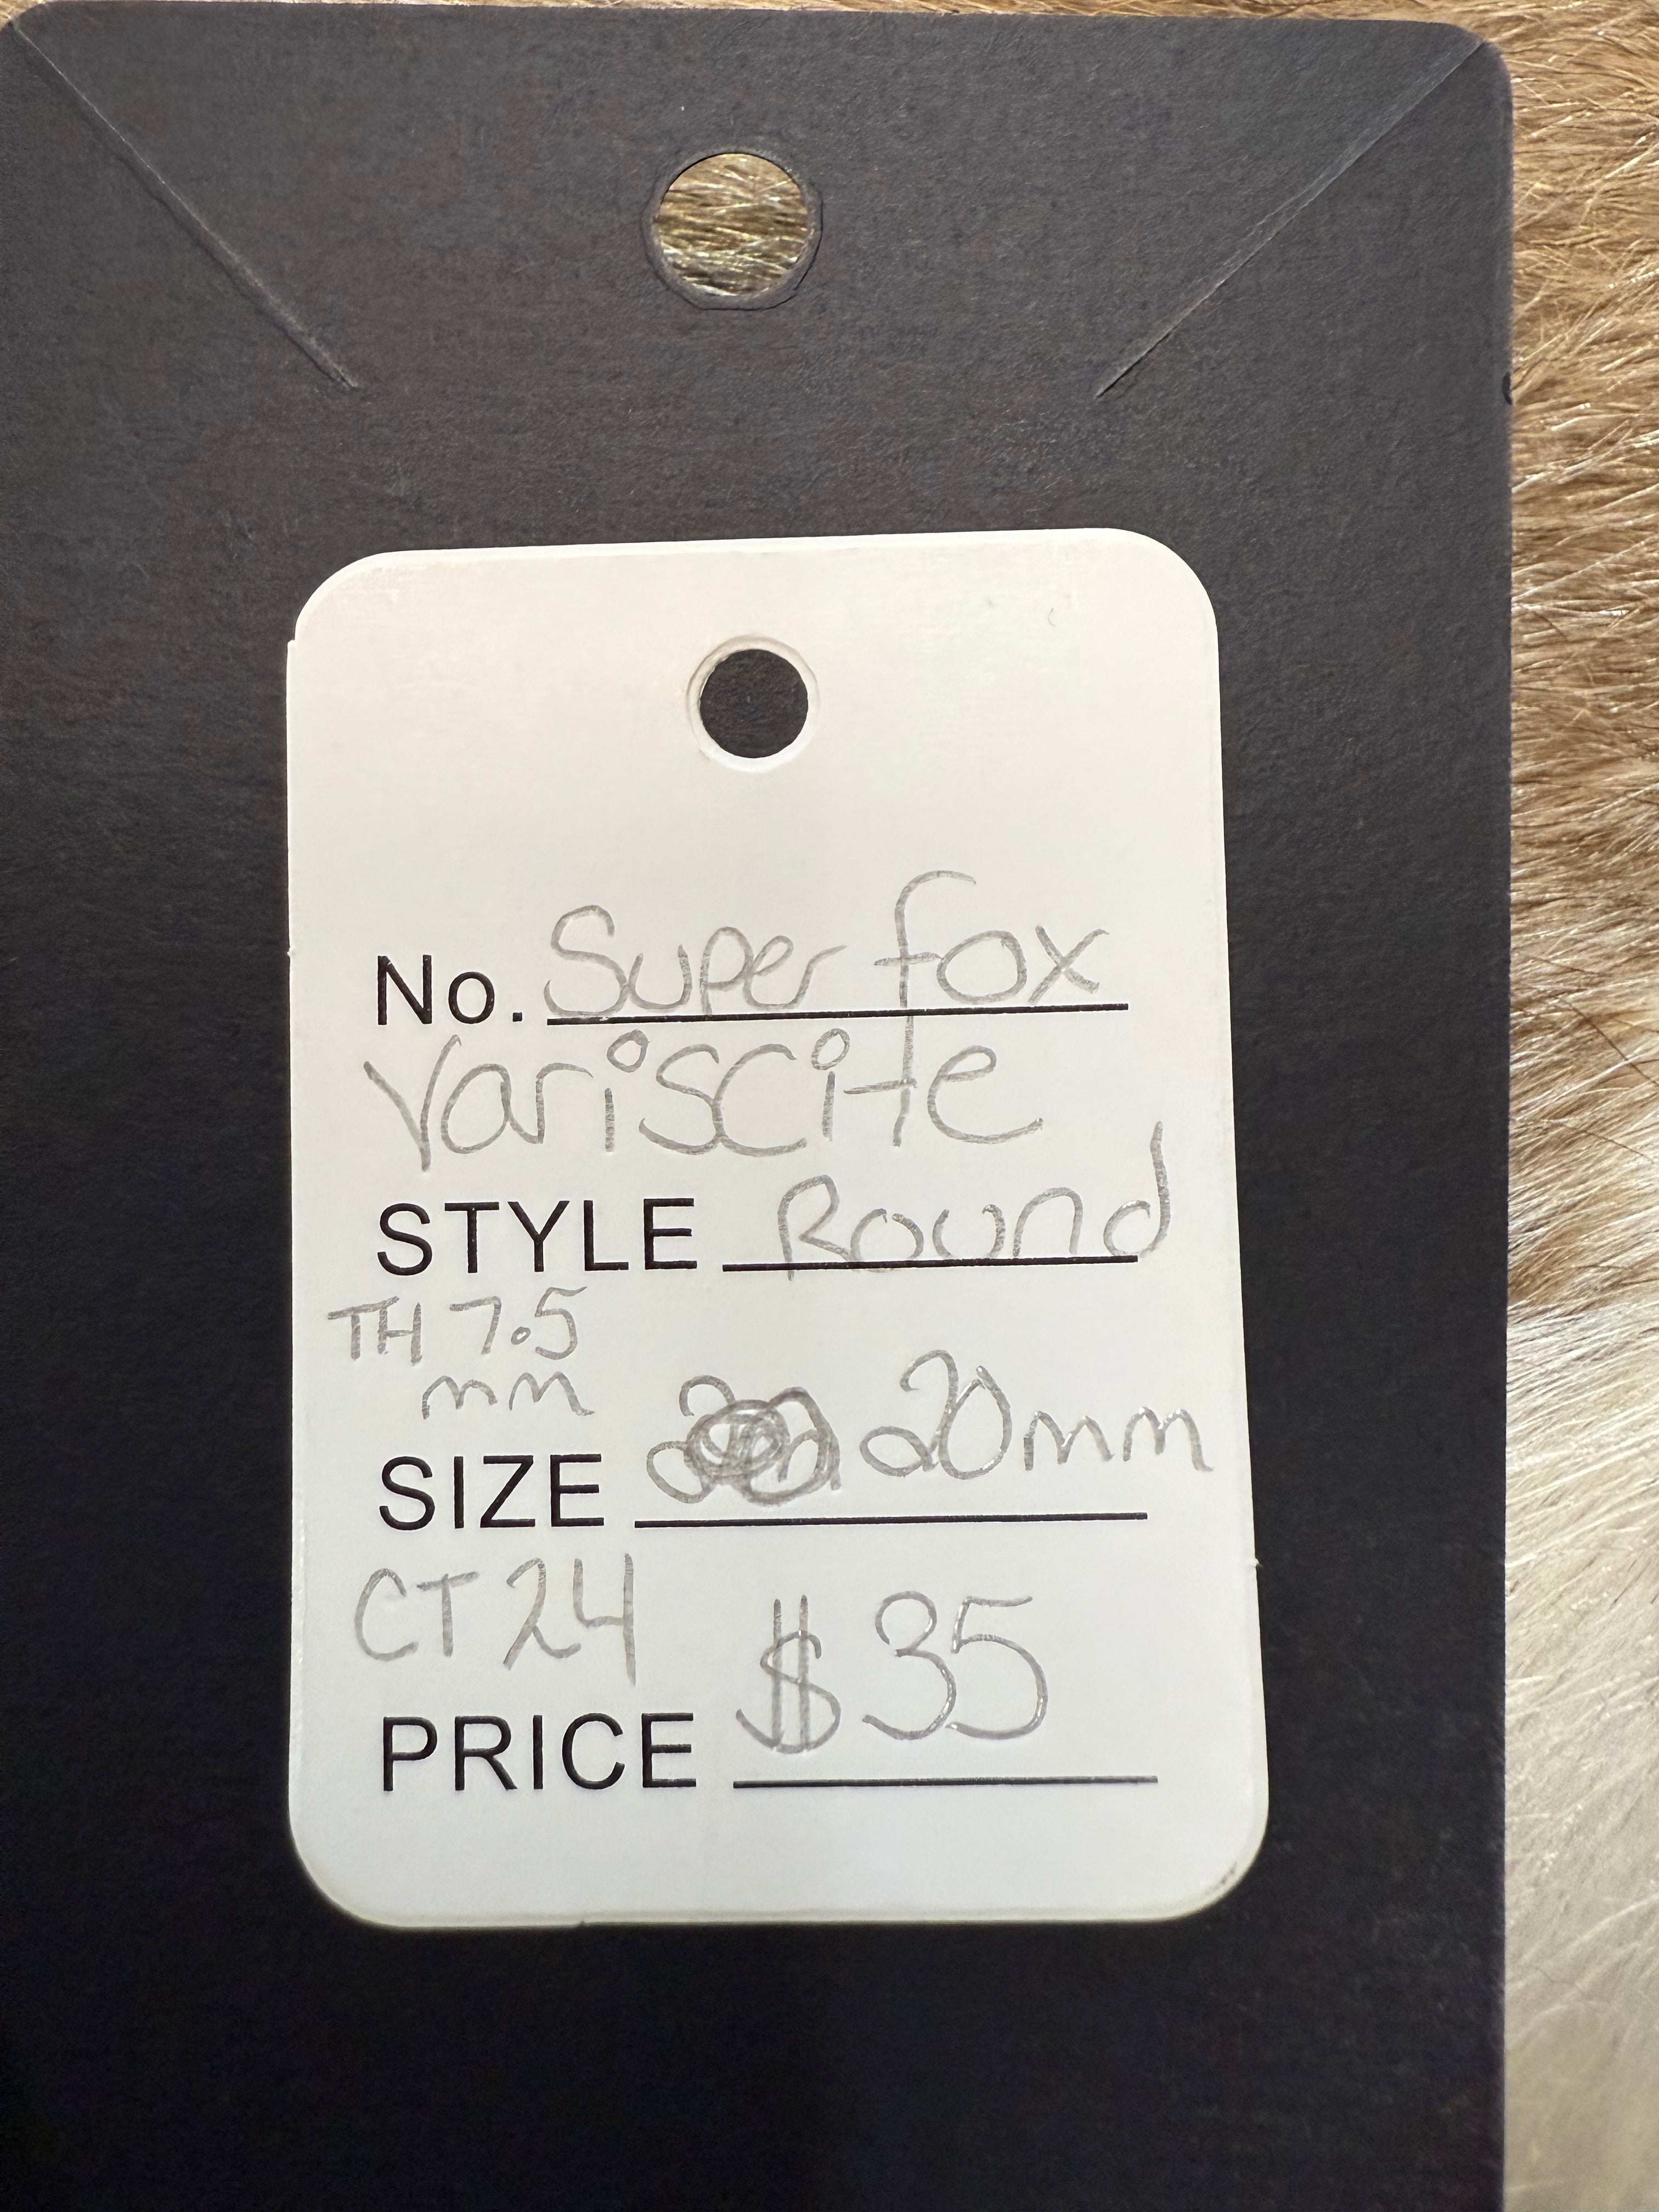 No. Super fox
Variscite
STYLE Round
TH 7.5
mm
SIZE 20mm
CT 24
PRICE $35